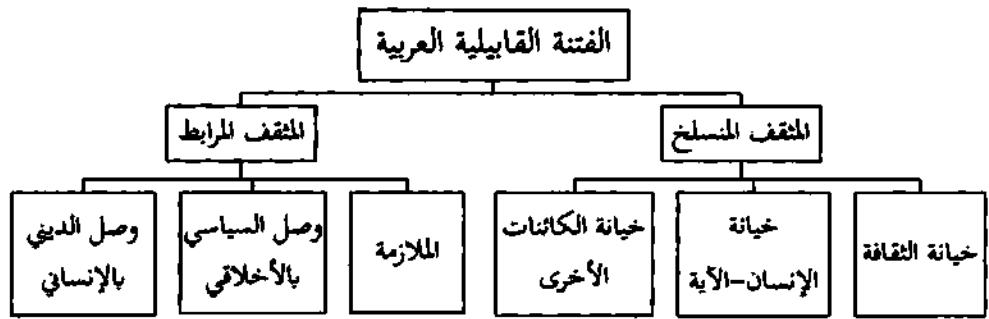 الفتنة القابيلية العربية
المثقف المنسلخ
المثقف المرابط
خيانة الثقافة
خيانة
الإنسان-الآية
خيانة الكائنات
الأخرى
الملازمة
وصل السياسي
بالأخلاقي
وصل الديني
بالإنساني